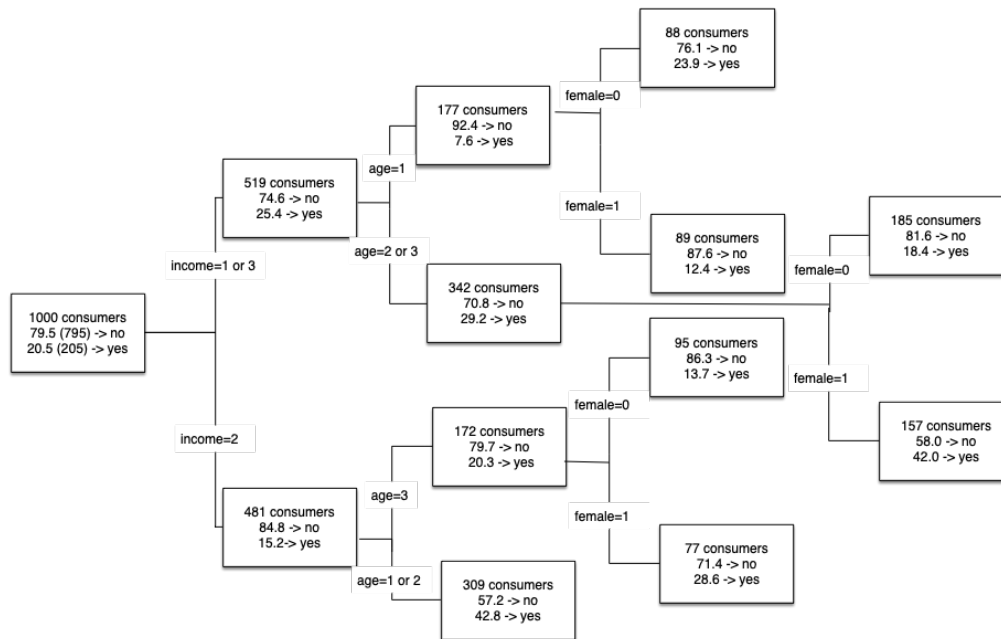 88 consumers
76.1 -> no
23.9 -> yes
female=0
177 consumers
92.4 -> no
7.6 -> yes
age=1
519 consumers
74.6 -> no
25.4 -> yes
female=1
185 consumers
81.6 -> no
18.4 -> yes
age=2 or 3
89 consumers
87.6 -> no
12.4 -> yes
income=1 or 3
female=0
342 consumers
70.8 -> no
29.2 -> yes
1000 consumers
79.5 (795) -> no
20.5 (205) -> yes
95 consumers
86.3 -> no
13.7 -> yes
female=1
female=0
income=2
172 consumers
79.7 -> no
20.3 -> yes
157 consumers
58.0 -> no
42.0 -> yes
age=3
481 consumers
84.8 -> no
15.2-> yes
female=1
77 consumers
71.4 -> no
28.6 -> yes
age=1 or 2
309 consumers
57.2 -> no
42.8 -> yes